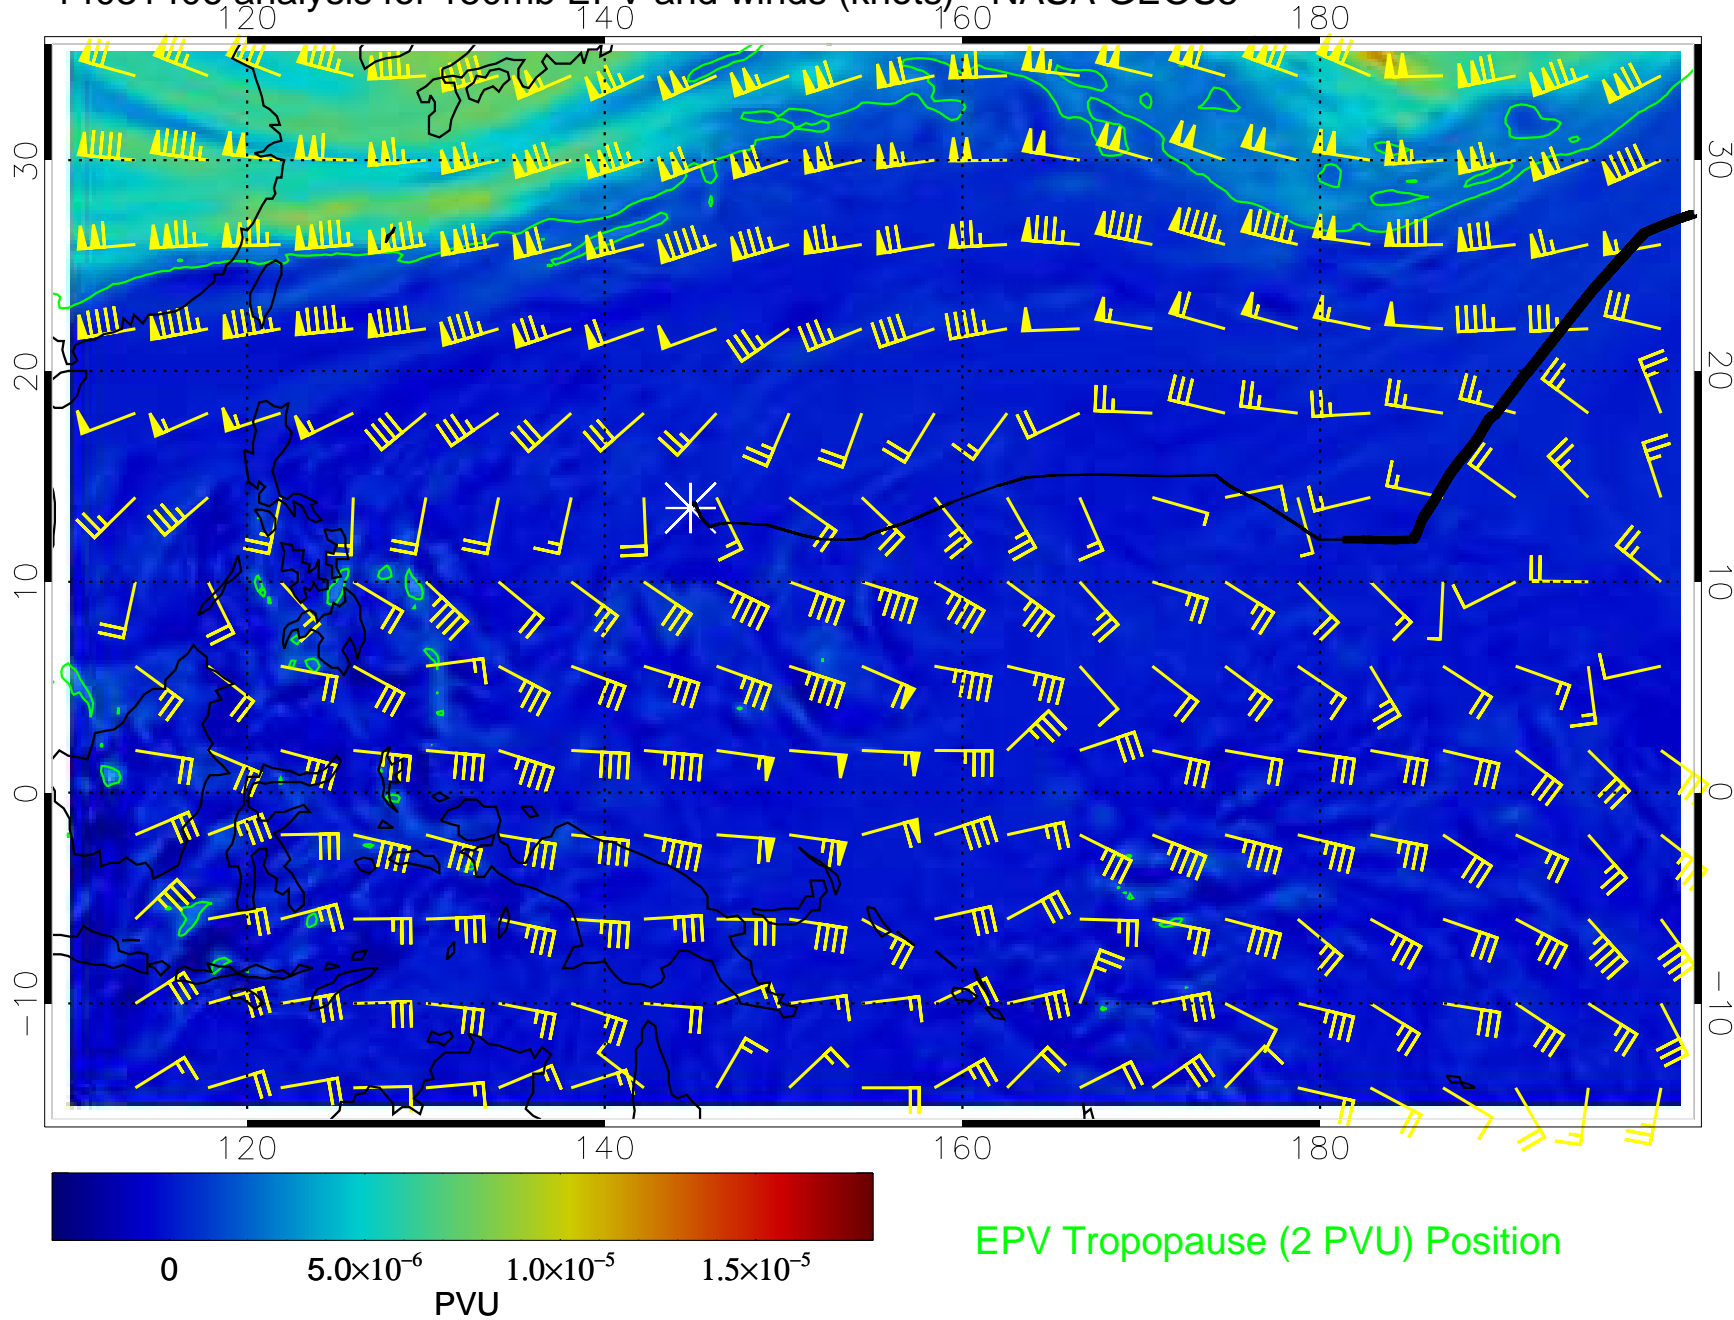 analysis for 150mb EPV and winds (knots) - NASA GEOS5
120 140 160 180
30 30
20 20
10 10
0 0
−10 −10
120 140 160 180
0 5.0×10⁻⁶ 1.0×10⁻⁵ 1.5×10⁻⁵
PVU
EPV Tropopause (2 PVU) Position